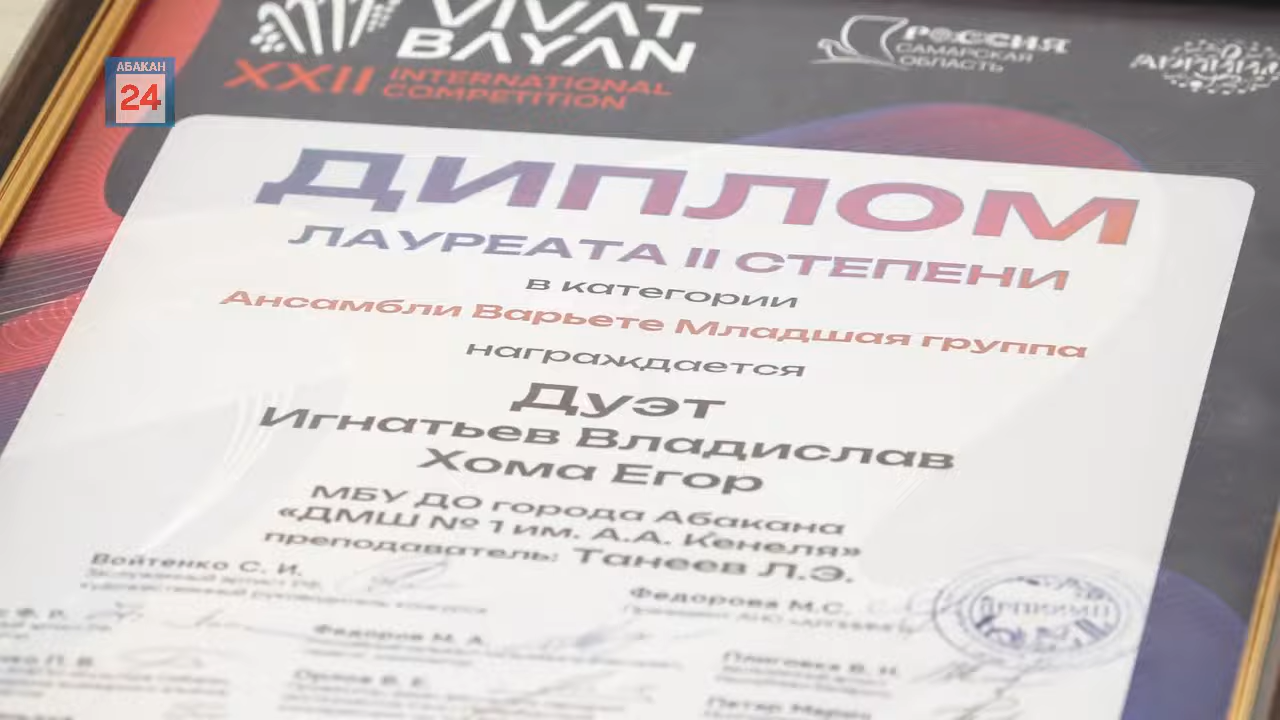 VIVAT
BAYAN
XXII INTERNATIONAL
COMPETITION
РОССИЯ
САМАРСКАЯ
ОБЛАСТЬ
АБАКАН
24
ДИПЛОМ
ЛАУРЕАТА II СТЕПЕНИ
в категории
Ансамбли Варьете Младшая группа
награждается
Дуэт
Игнатьев Владислав
Хома Егор
МБУ ДО города Абакана
«ДМШ № 1 им. А.А. Кенеля»
преподаватель: Танеев Л.Э.
Войтенко С. И.
Федорова М.С.
Ф. Р.
Федоров М. А.
Плиговка В. Н.
Орлов В. Е.